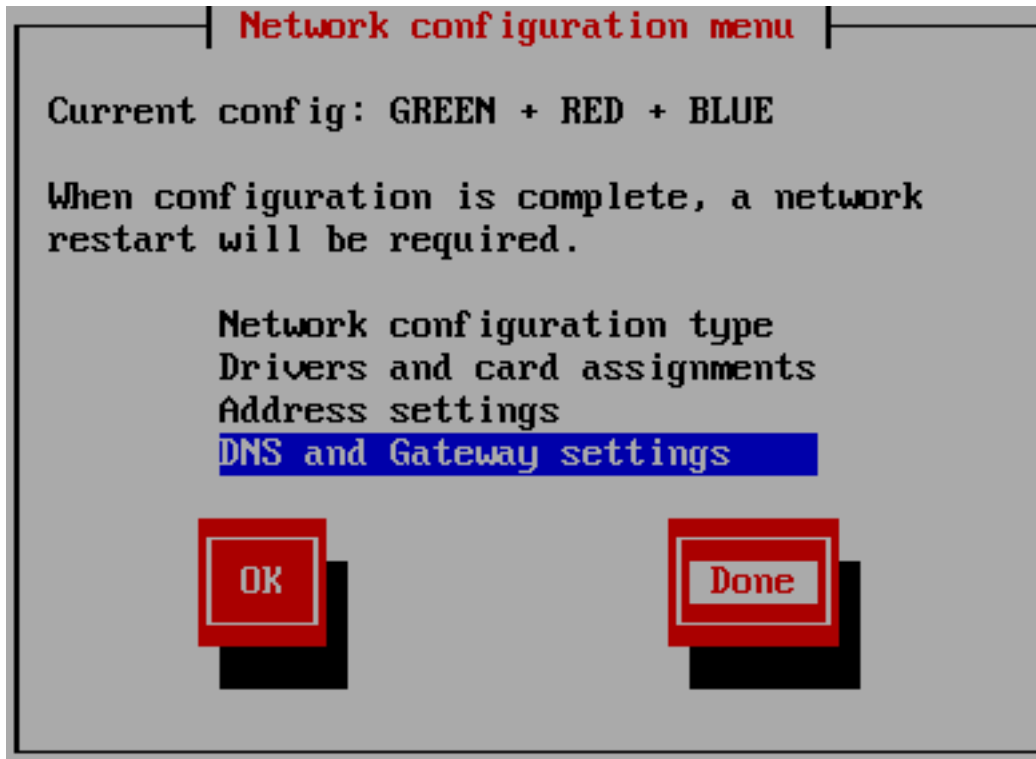 Network configuration menu
Current config: GREEN + RED + BLUE
When configuration is complete, a network
restart will be required.
Network configuration type
Drivers and card assignments
Address settings
DNS and Gateway settings
OK
Done